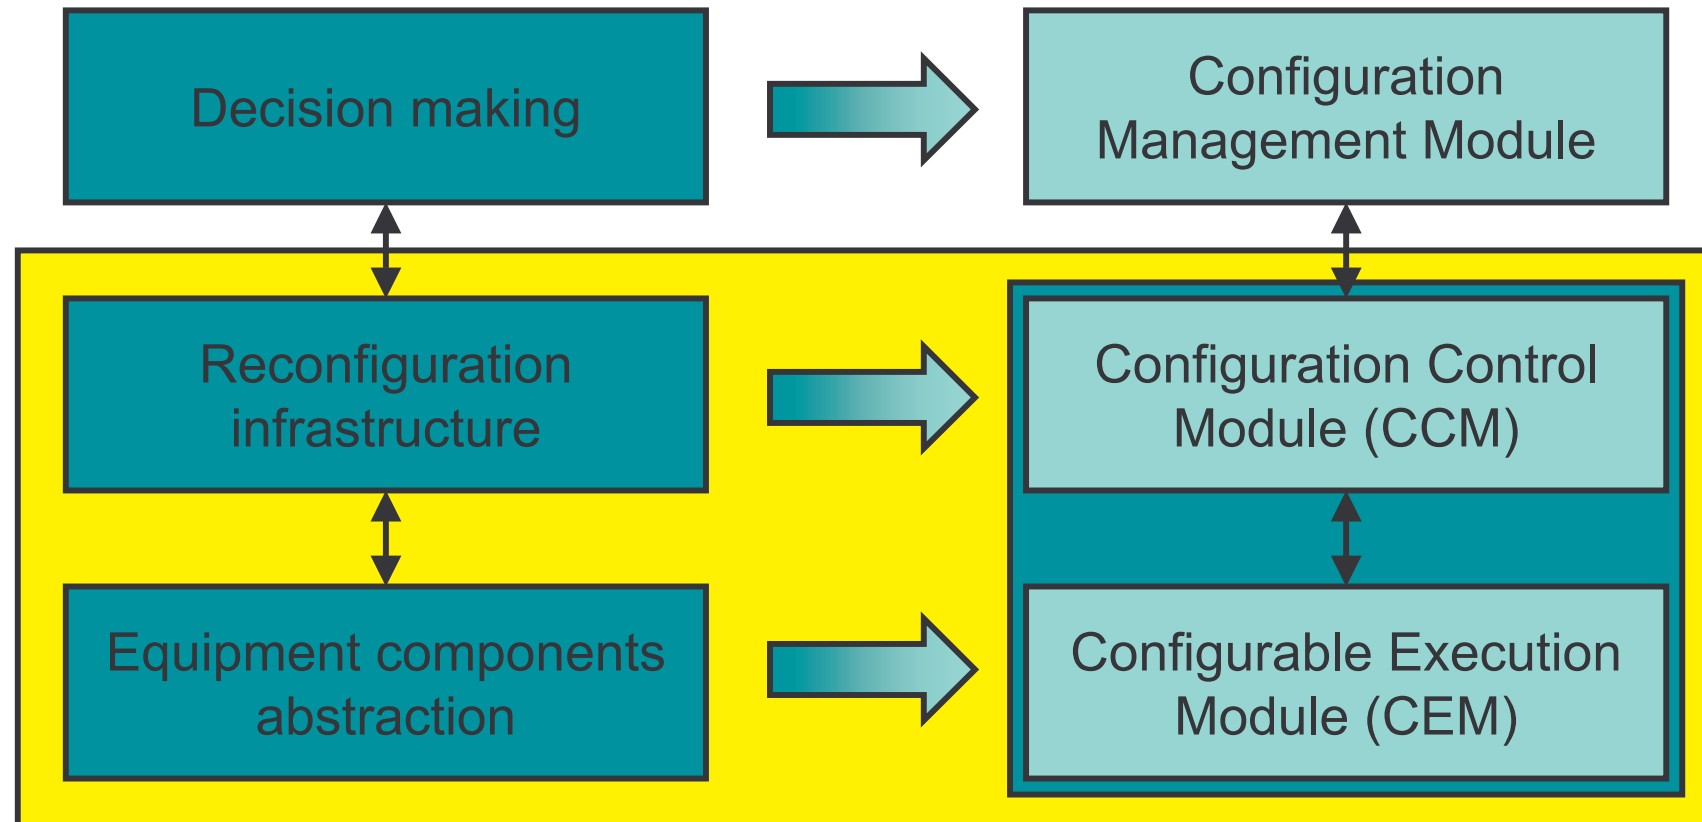 Decision making
Configuration
Management Module
Reconfiguration
infrastructure
Configuration Control
Module (CCM)
Equipment components
abstraction
Configurable Execution
Module (CEM)